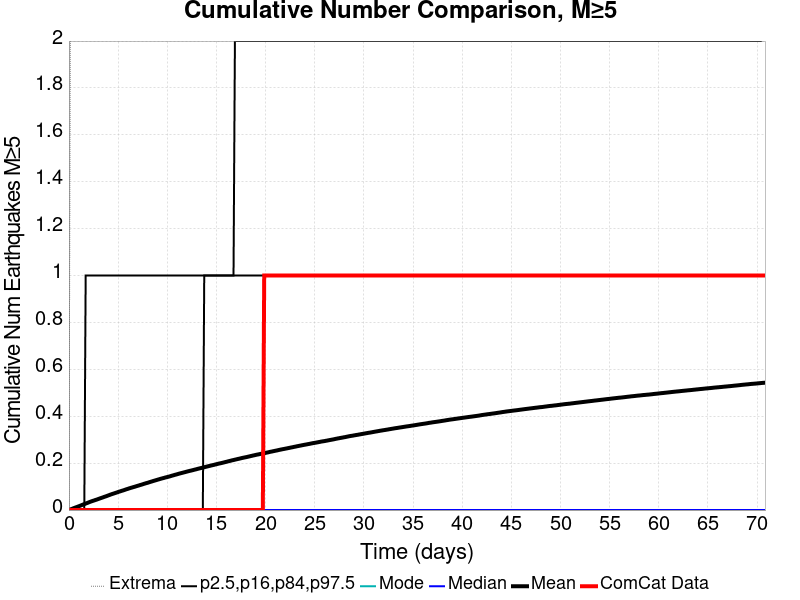 Cumulative Number Comparison, M≥5
Cumulative Num Earthquakes M≥5
2
1.8
1.6
1.4
1.2
1
0.8
0.6
0.4
0.2
0
0 5 10 15 20 25 30 35 40 45 50 55 60 65 70
Time (days)
Extrema p2.5,p16,p84,p97.5 Mode Median Mean ComCat Data